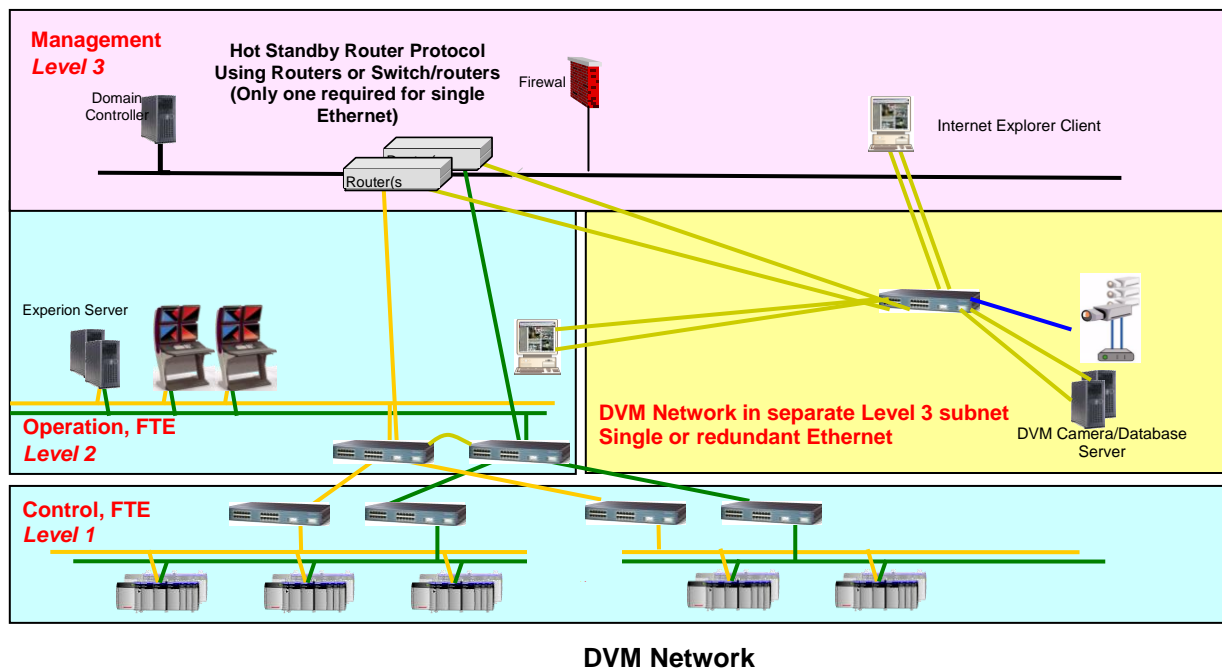 Management
Level 3
Hot Standby Router Protocol
Using Routers or Switch/routers
(Only one required for single
Ethernet)
Domain
Controller
Firewal
Internet Explorer Client
Router(s
Experion Server
Operation, FTE
Level 2
DVM Network in separate Level 3 subnet
Single or redundant Ethernet
DVM Camera/Database
Server
Control, FTE
Level 1
DVM Network